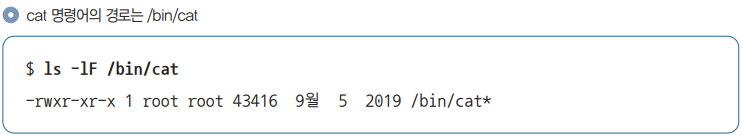 cat 명령어의 경로는 /bin/cat
$ ls -lF /bin/cat
-rwxr-xr-x 1 root root 43416  9월  5  2019 /bin/cat*